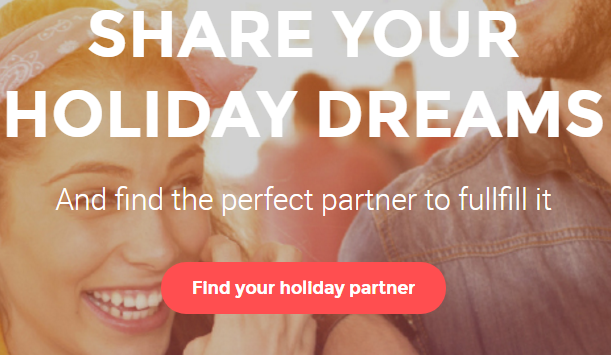 SHARE YOUR
HOLIDAY DREAMS
And find the perfect partner to fullfill it
Find your holiday partner